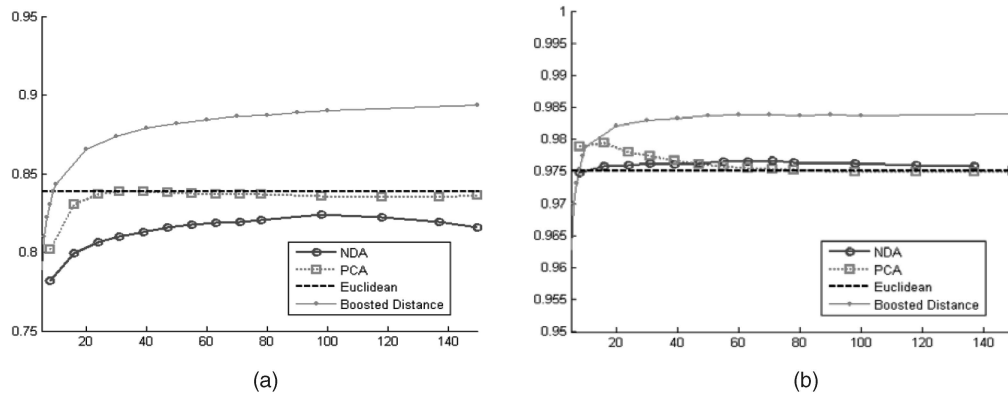 0.95
0.9
0.85
0.8
0.75
20 40 60 80 100 120 140
NDA
PCA
Euclidean
Boosted Distance
(a)
1
0.995
0.99
0.985
0.98
0.975
0.97
0.965
0.96
0.955
0.95
20 40 60 80 100 120 140
NDA
PCA
Euclidean
Boosted Distance
(b)